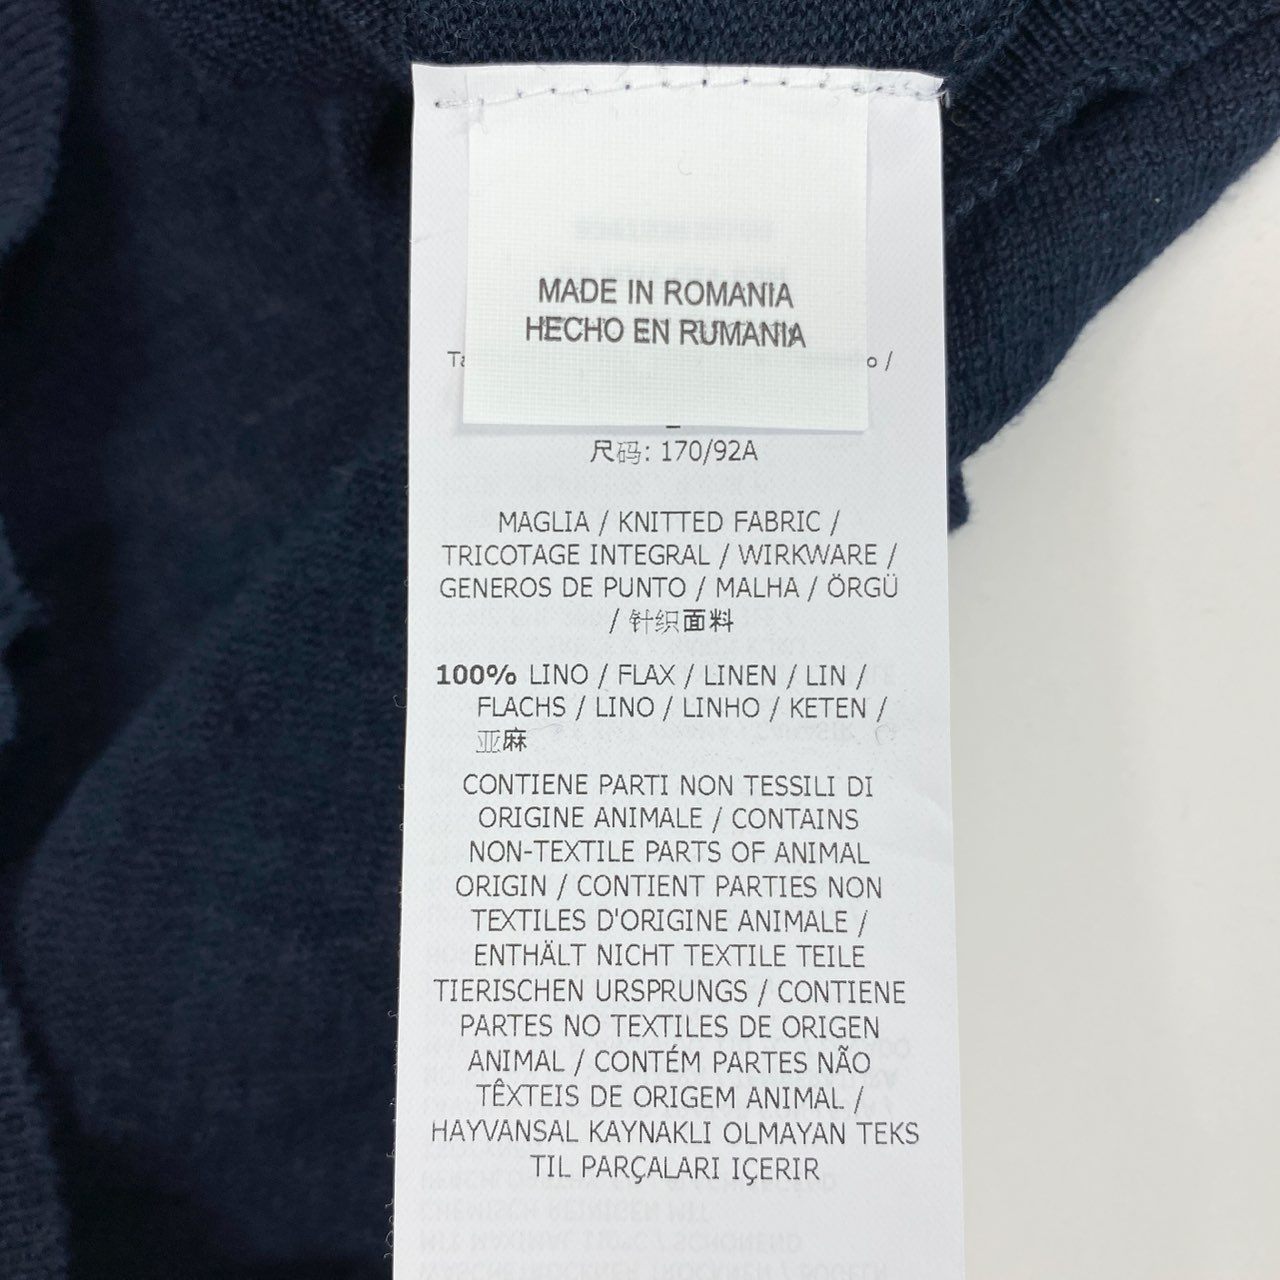 MADE IN ROMANIA
HECHO EN RUMANIA
尺码: 170/92A
MAGLIA / KNITTED FABRIC /
TRICOTAGE INTEGRAL / WIRKWARE /
GENEROS DE PUNTO / MALHA / ÖRGÜ
/ 针织面料
100% LINO / FLAX / LINEN / LIN /
FLACHS / LINO / LINHO / KETEN /
亚麻
CONTIENE PARTI NON TESSILI DI
ORIGINE ANIMALE / CONTAINS
NON-TEXTILE PARTS OF ANIMAL
ORIGIN / CONTIENT PARTIES NON
TEXTILES D'ORIGINE ANIMALE /
ENTHÄLT NICHT TEXTILE TEILE
TIERISCHEN URSPRUNGS / CONTIENE
PARTES NO TEXTILES DE ORIGEN
ANIMAL / CONTÉM PARTES NÃO
TÊXTEIS DE ORIGEM ANIMAL /
HAYVANSAL KAYNAKLI OLMAYAN TEKS
TIL PARÇALARI IÇERIR